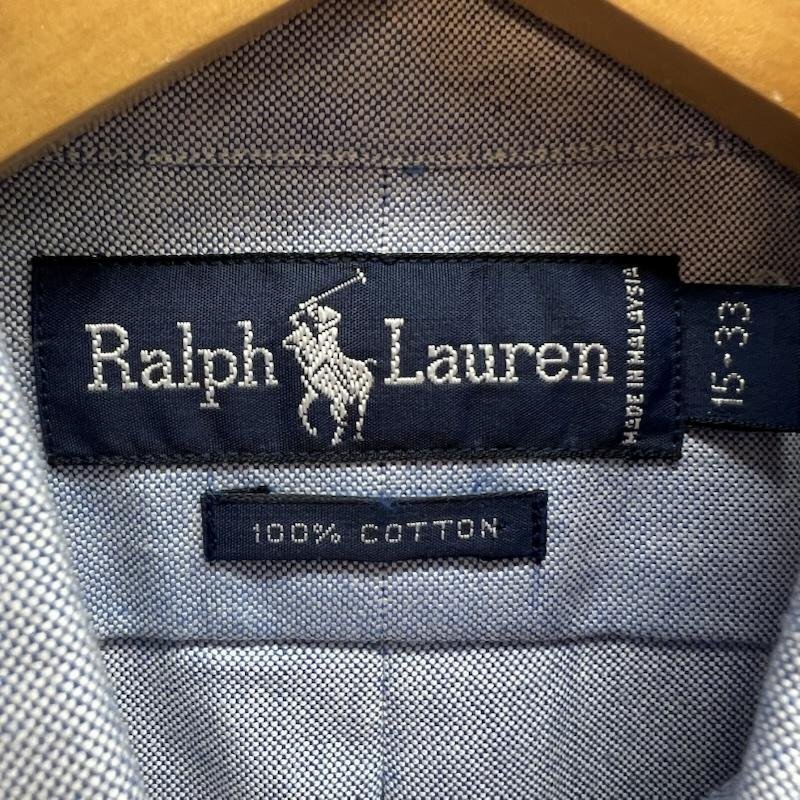 Ralph Lauren
MADE IN MALAYSIA
15-33
100% COTTON